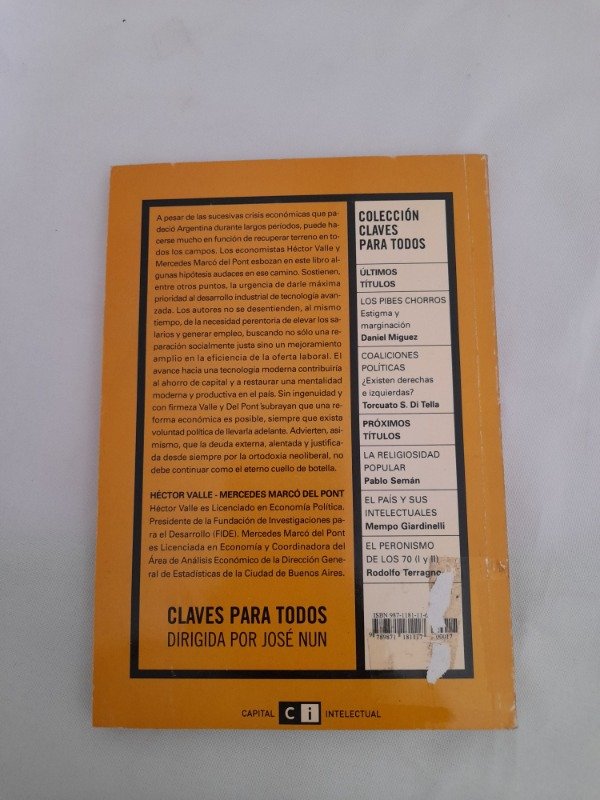 A pesar de las sucesivas crisis económicas que pa-
deció Argentina durante largos períodos, puede ha-
cerse mucho en función de recuperar terreno en to-
dos los campos. Los economistas Héctor Valle y
Mercedes Marcó del Pont esbozan en este libro al-
gunas hipótesis audaces en ese camino. Sostienen,
entre otros puntos, la urgencia de darle máxima
prioridad al desarrollo industrial de tecnología avan-
zada. Los autores no se desentienden, al mismo
tiempo, de la necesidad perentoria de elevar los sa-
larios y generar empleo, buscando no sólo una re-
paración socialmente justa sino un mejoramiento
amplio en la eficiencia de la oferta laboral. El
avance hacia una tecnología moderna contribuiría
al ahorro de capital y a restaurar una mentalidad
moderna y productiva en el país. Sin ingenuidad y
con firmeza Valle y Del Pont subrayan que una re-
forma económica es posible, siempre que exista
voluntad política de llevarla adelante. Advierten, asi-
mismo, que la deuda externa, alentada y justifica-
da desde siempre por la ortodoxia neoliberal, no
debe continuar como el eterno cuello de botella.
HÉCTOR VALLE - MERCEDES MARCÓ DEL PONT
Héctor Valle es Licenciado en Economía Política.
Presidente de la Fundación de Investigaciones pa-
ra el Desarrollo (FIDE). Mercedes Marcó del Pont
es Licenciada en Economía y Coordinadora del
Área de Análisis Económico de la Dirección Gene-
ral de Estadísticas de la Ciudad de Buenos Aires.
CLAVES PARA TODOS
DIRIGIDA POR JOSÉ NUN
COLECCIÓN
CLAVES
PARA TODOS
ÚLTIMOS
TÍTULOS
LOS PIBES CHORROS
Estigma y
marginación
Daniel Míguez
COALICIONES
POLÍTICAS
¿Existen derechas
e izquierdas?
Torcuato S. Di Tella
PRÓXIMOS
TÍTULOS
LA RELIGIOSIDAD
POPULAR
Pablo Semán
EL PAÍS Y SUS
INTELECTUALES
Mempo Giardinelli
EL PERONISMO
DE LOS 70 (I y II)
Rodolfo Terragno
ISBN 987-1181-11-
9 789871 181117
CAPITAL Ci INTELECTUAL